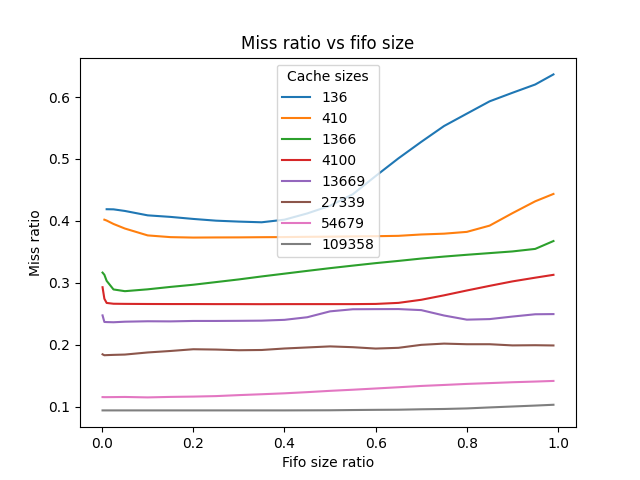 Miss ratio vs fifo size
Cache sizes
136
410
1366
4100
13669
27339
54679
109358
Miss ratio
0.6
0.5
0.4
0.3
0.2
0.1
0.0 0.2 0.4 0.6 0.8 1.0
Fifo size ratio